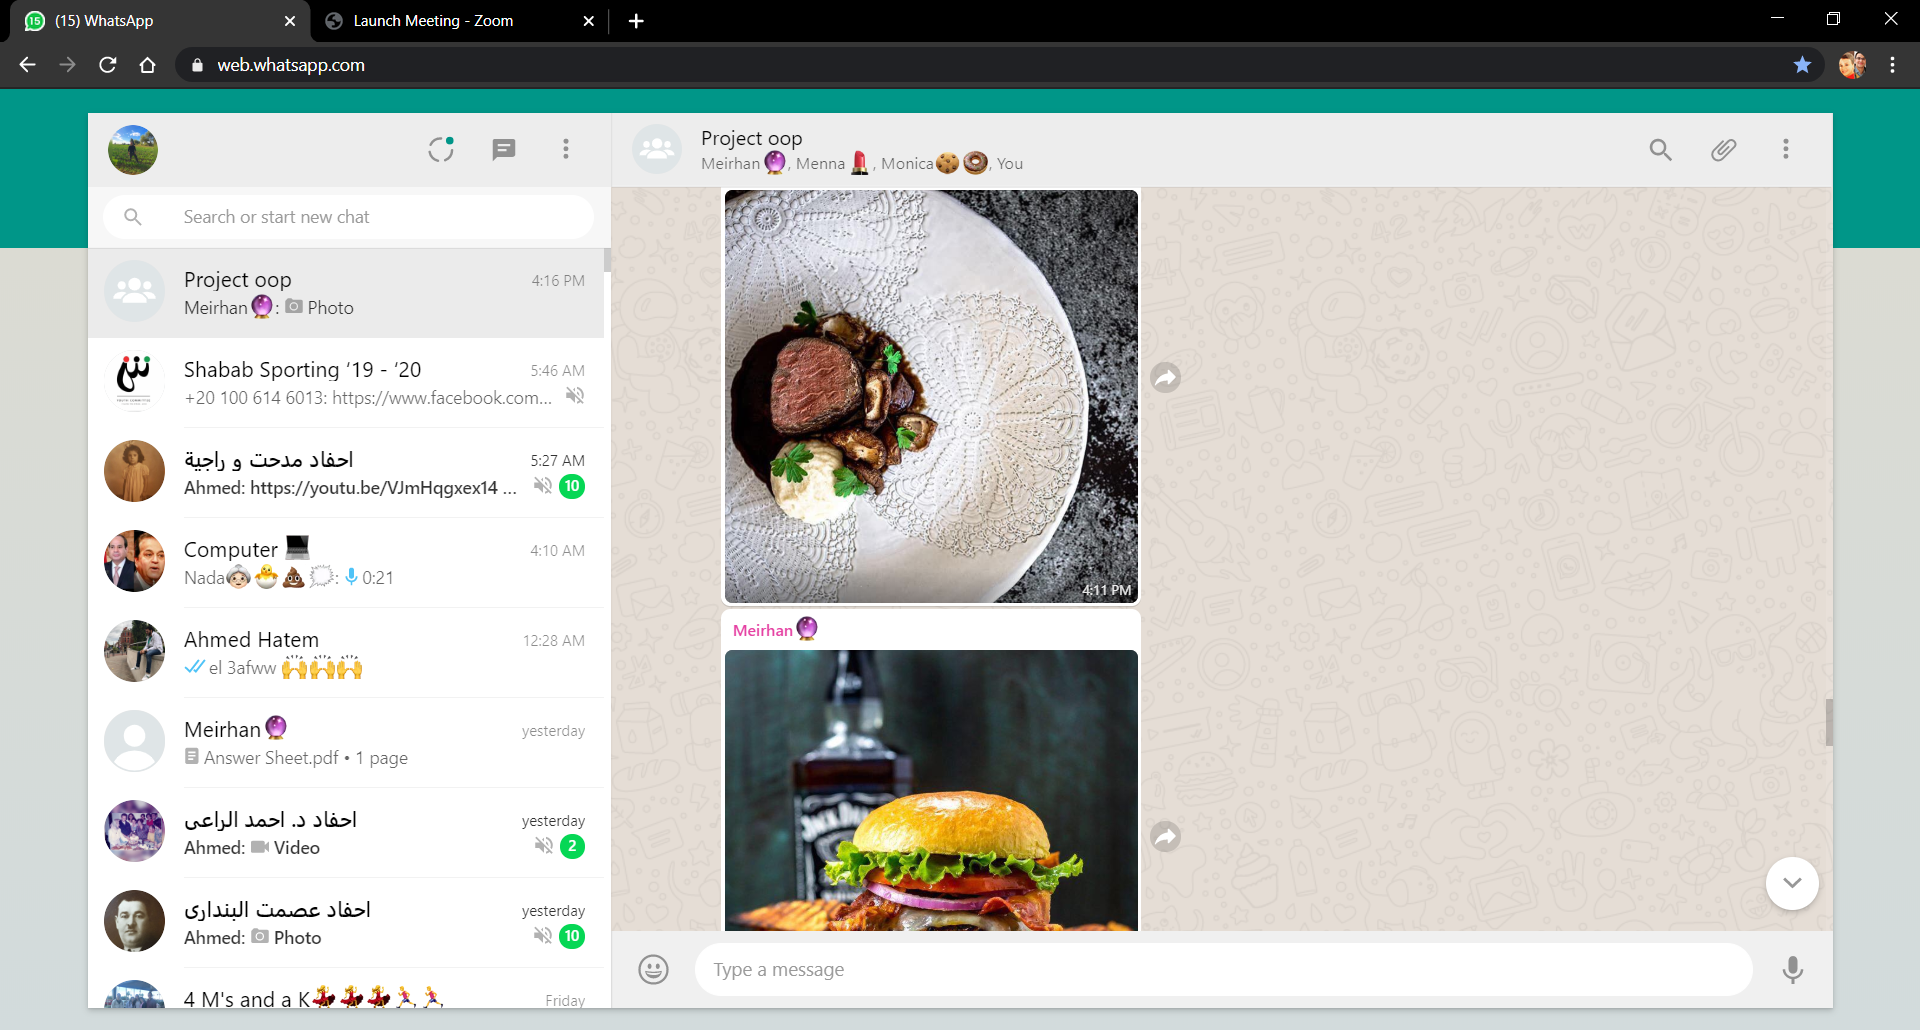 (15) WhatsApp
Launch Meeting - Zoom
web.whatsapp.com
Search or start new chat
Project oop
4:16 PM
Meirhan🔮: Photo
Shabab Sporting ‘19 - ‘20
5:46 AM
+20 100 614 6013: https://www.facebook.com...
احفاد مدحت و راجية
5:27 AM
Ahmed: https://youtu.be/VJmHqgxex14 ...
10
Computer 💻
4:10 AM
Nada👵🏻🐣💩🗯: 0:21
Ahmed Hatem
12:28 AM
el 3afww 🙌🙌🙌
Meirhan🔮
yesterday
Answer Sheet.pdf • 1 page
احفاد د. احمد الراعى
yesterday
Ahmed: Video
2
احفاد عصمت البندارى
yesterday
Ahmed: Photo
10
4 M's and a K💃💃💃🏃🏃
Friday
Project oop
Meirhan🔮, Menna💄, Monica🍪🍩, You
4:11 PM
Meirhan🔮
Jack Daniel
Type a message